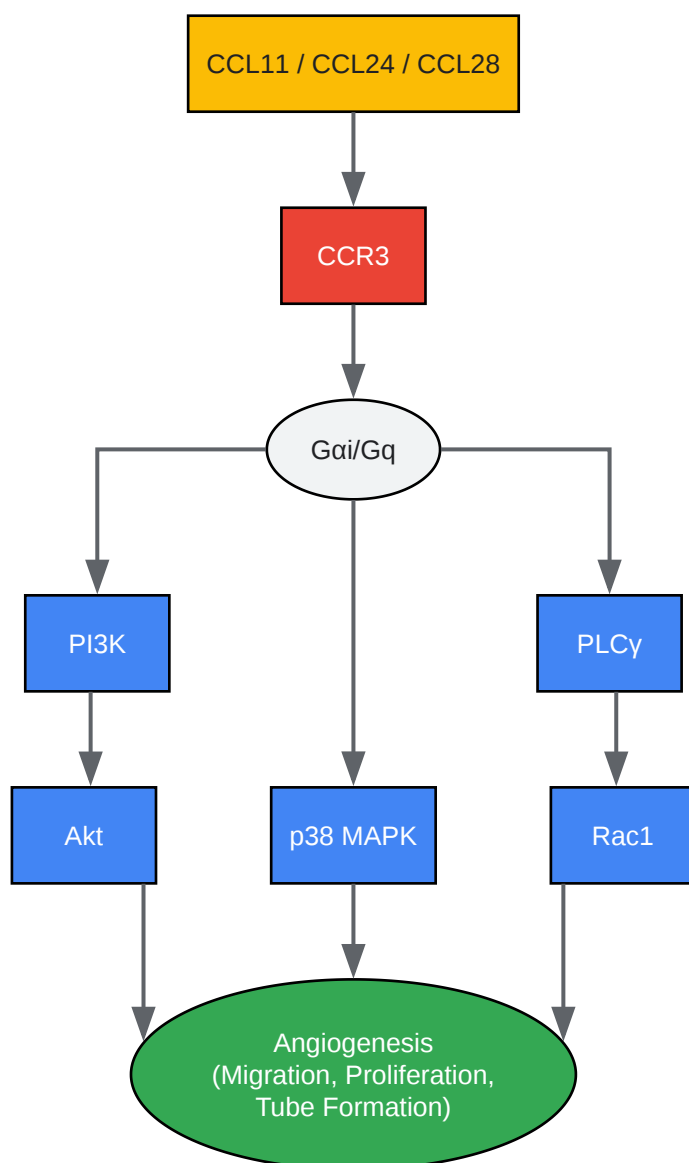 CCL11 / CCL24 / CCL28
CCR3
Gαi/Gq
PI3K
PLCγ
Akt
p38 MAPK
Rac1
Angiogenesis
(Migration, Proliferation,
Tube Formation)